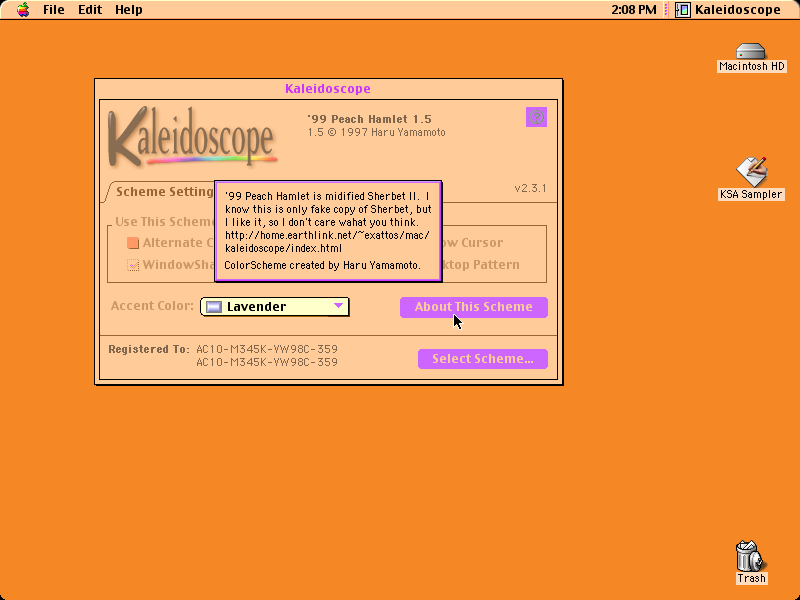 File Edit Help
2:08 PM
Kaleidoscope
Macintosh HD
Kaleidoscope
Kaleidoscope
'99 Peach Hamlet 1.5
1.5 © 1997 Haru Yamamoto
?
KSA Sampler
v2.3.1
Scheme Setting
'99 Peach Hamlet is midified Sherbet II. I
know this is only fake copy of Sherbet, but
I like it, so I don't care wahat you think.
http://home.earthlink.net/~exattos/mac/
kaleidoscope/index.html
ColorScheme created by Haru Yamamoto.
Use This Scheme
Alternate C
ow Cursor
WindowSha
ktop Pattern
Accent Color:
Lavender
About This Scheme
Registered To:
AC10-M345K-VW98C-359
AC10-M345K-VW98C-359
Select Scheme...
Trash